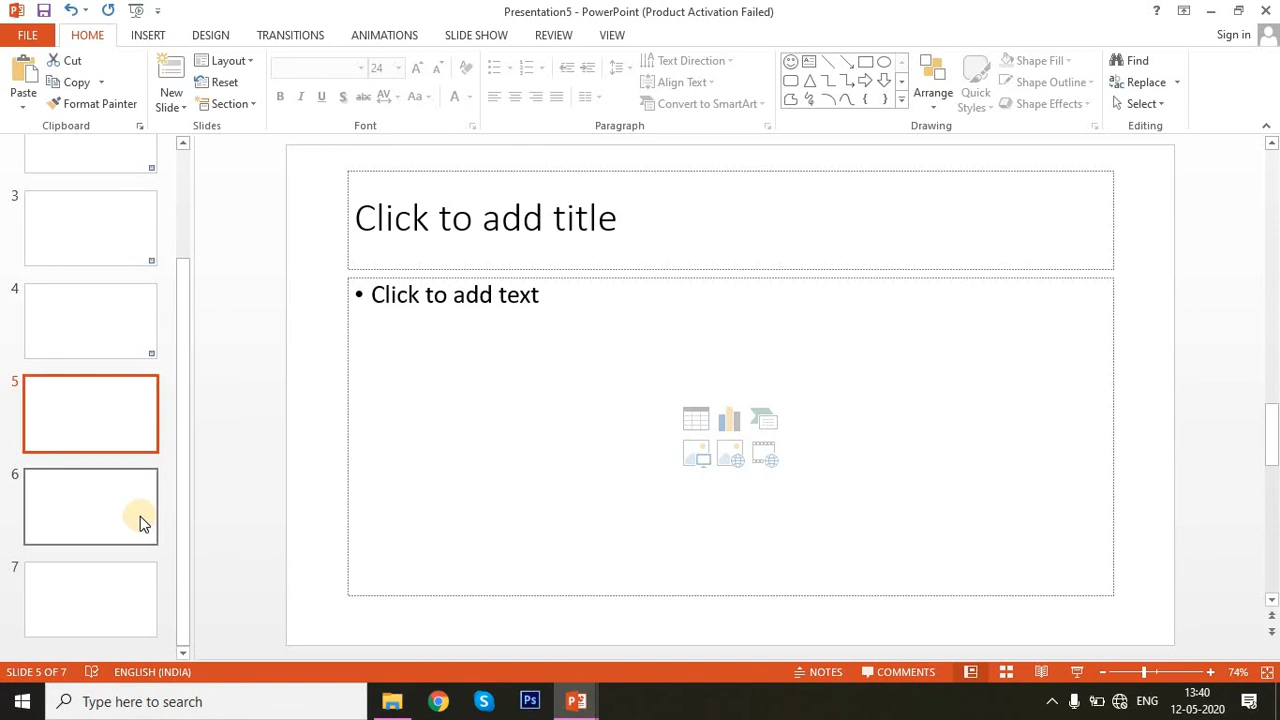 Presentation5 - PowerPoint (Product Activation Failed)
?
FILE HOME INSERT DESIGN TRANSITIONS ANIMATIONS SLIDE SHOW REVIEW VIEW Sign in
Paste
Cut
Copy
Format Painter
Clipboard
New Slide
Layout
Reset
Section
Slides
24
B I U S abc AV Aa A
Font
Text Direction
Align Text
Convert to SmartArt
Paragraph
Arrange
Quick Styles
Shape Fill
Shape Outline
Shape Effects
Drawing
Find
Replace
Select
Editing
3
4
5
6
7
Click to add title
• Click to add text
SLIDE 5 OF 7 ENGLISH (INDIA) NOTES COMMENTS 74%
Type here to search
Ps
ENG
13:40
12-05-2020